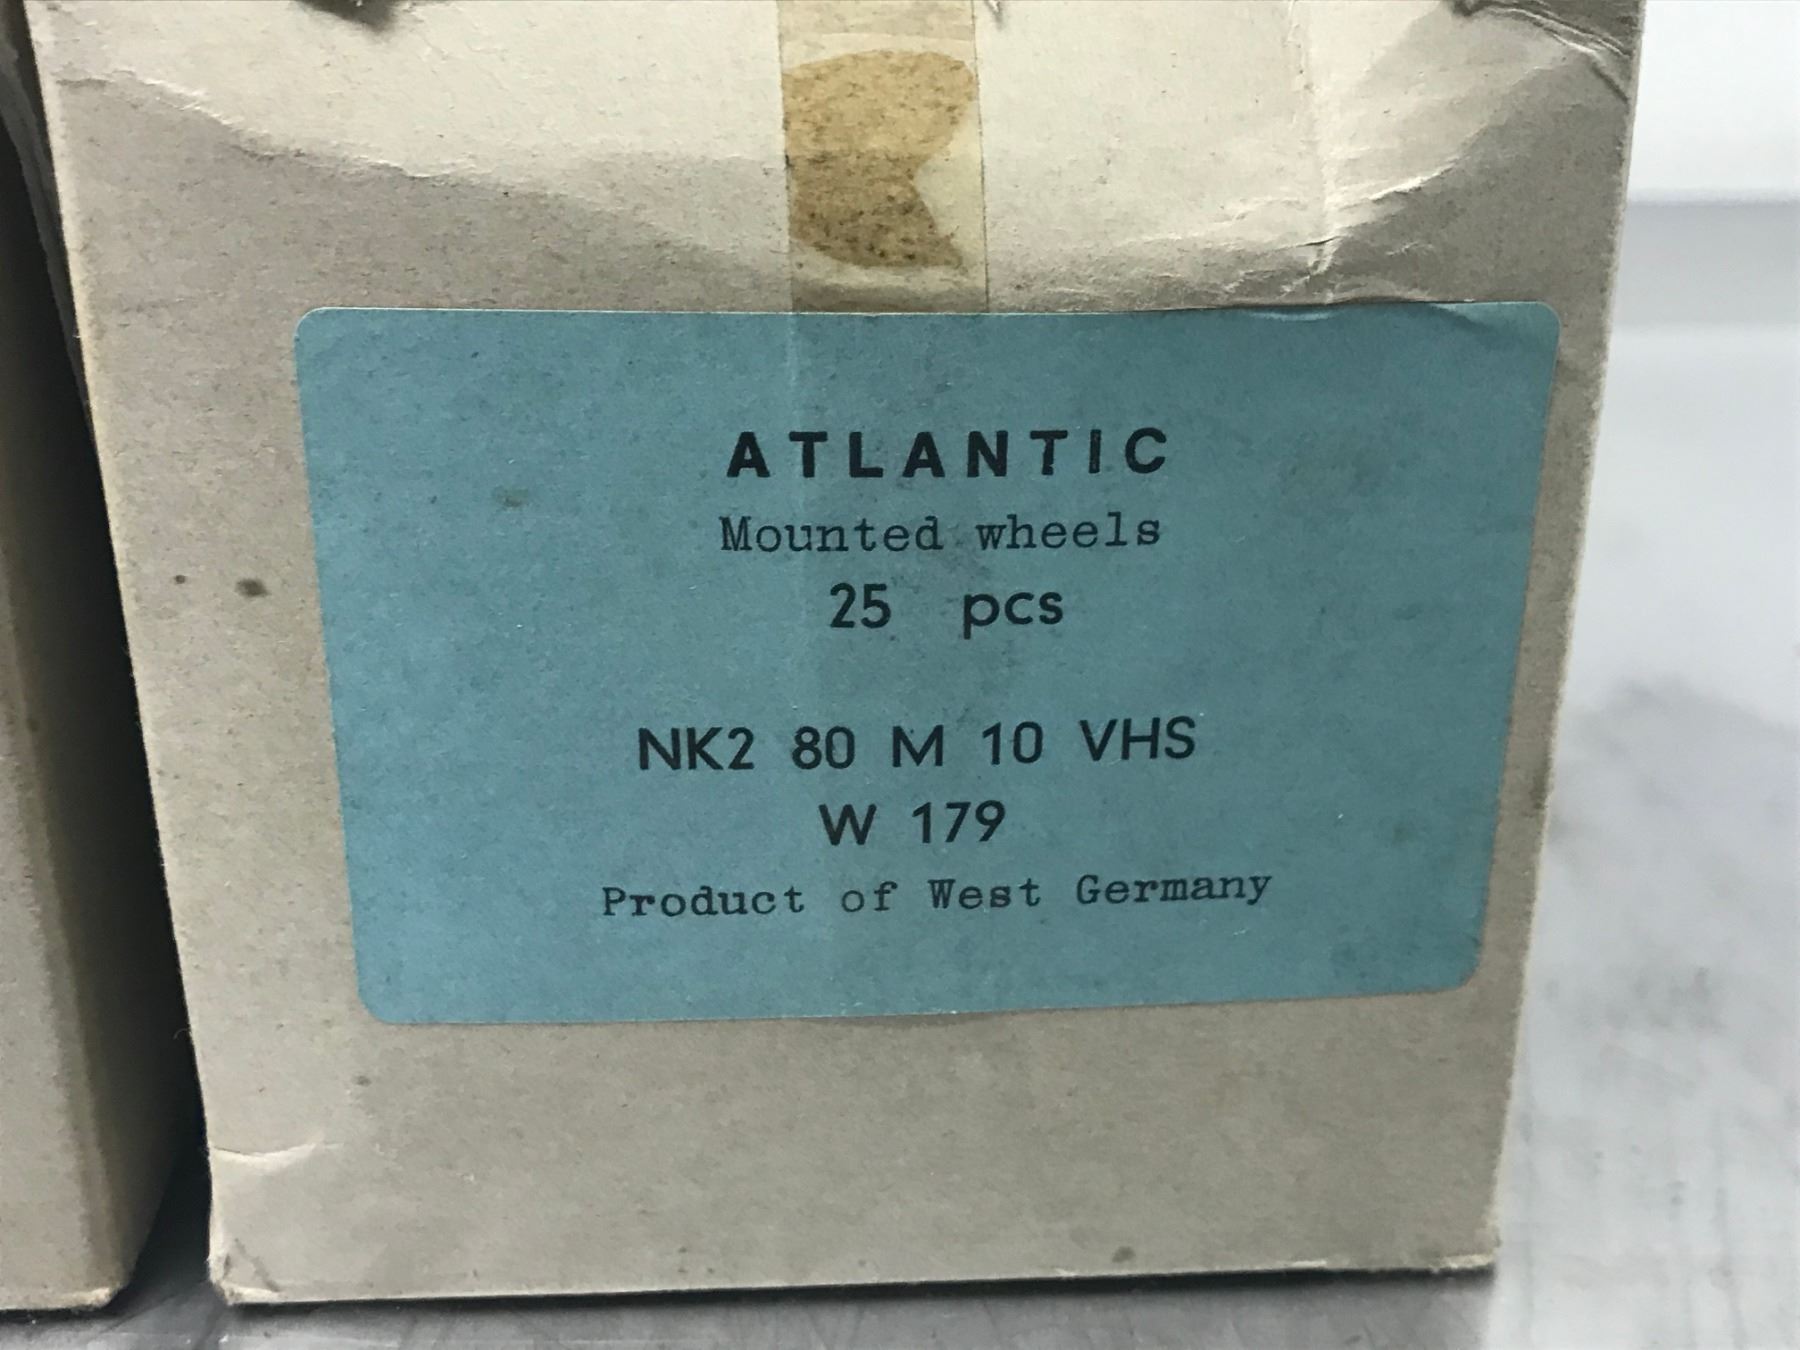 ATLANTIC
Mounted wheels
25 pcs
NK2 80 M 10 VHS
W 179
Product of West Germany